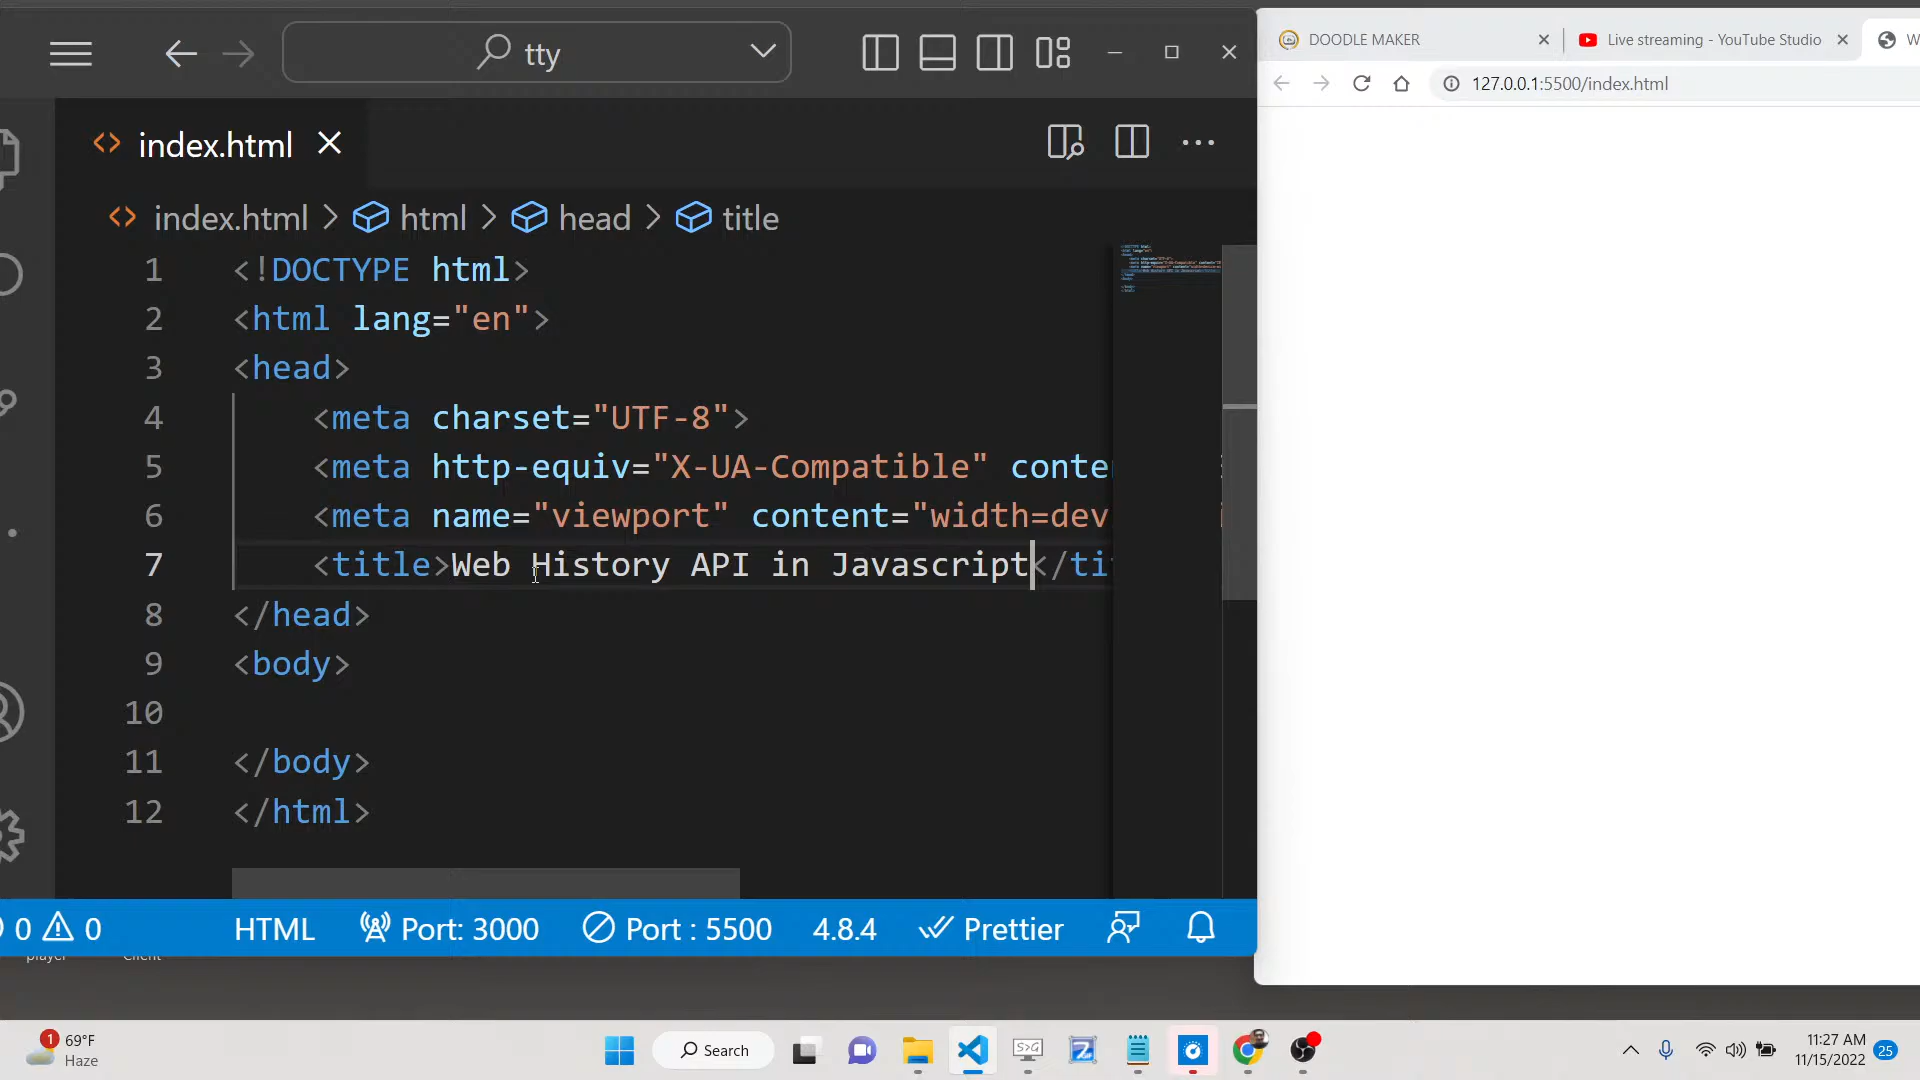 tty
DOODLE MAKER
Live streaming - YouTube Studio
W
127.0.0.1:5500/index.html
index.html
index.html > html > head > title
1 <!DOCTYPE html>
2 <html lang="en">
3 <head>
4 <meta charset="UTF-8">
5 <meta http-equiv="X-UA-Compatible" conte
6 <meta name="viewport" content="width=dev
7 <title>Web History API in Javascript</ti
8 </head>
9 <body>
10
11 </body>
12 </html>
0 0 HTML Port: 3000 Port : 5500 4.8.4 Prettier
player Client
1 69°F
Haze
Search
11:27 AM
11/15/2022
25